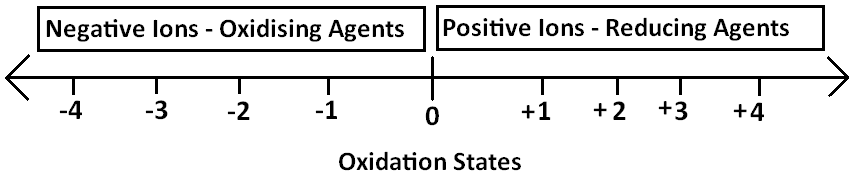 Negative Ions - Oxidising Agents
Positive Ions - Reducing Agents
-4 -3 -2 -1 0 +1 +2 +3 +4
Oxidation States